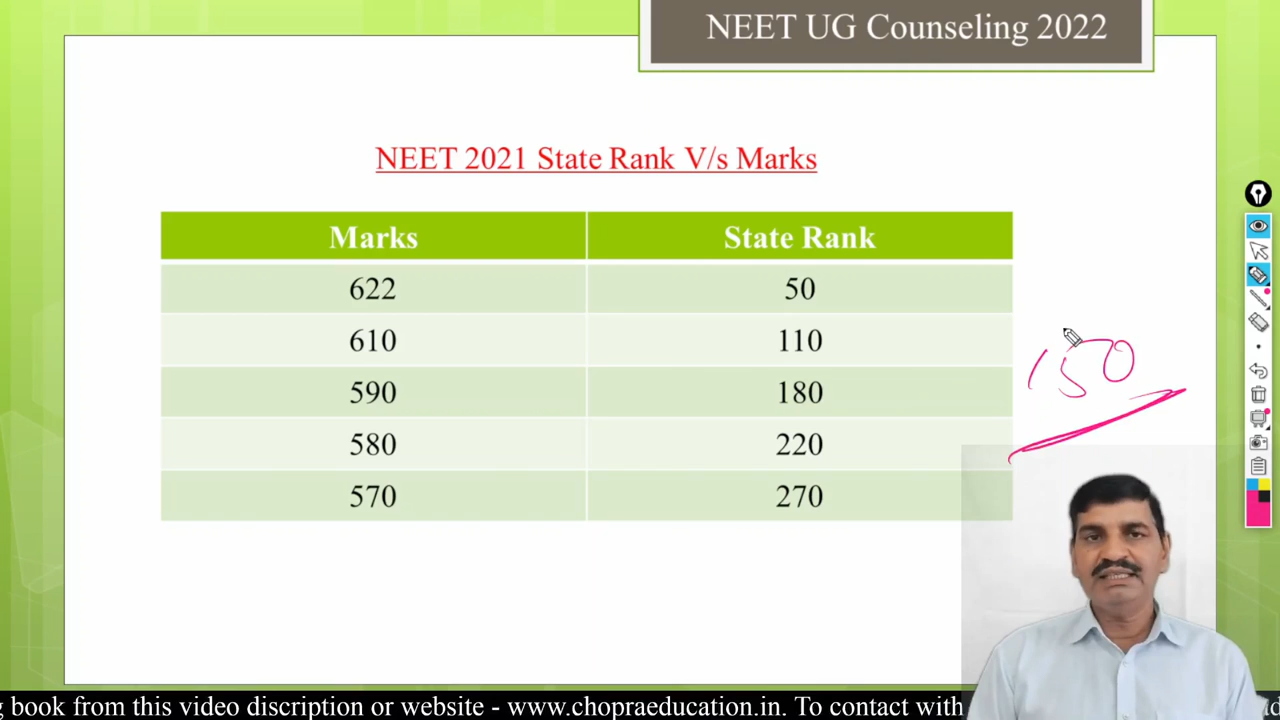 NEET UG Counseling 2022
NEET 2021 State Rank V/s Marks
Marks State Rank
622 50
610 110
590 180
580 220
570 270
150
book from this video discription or website - www.chopraeducation.in. To contact with